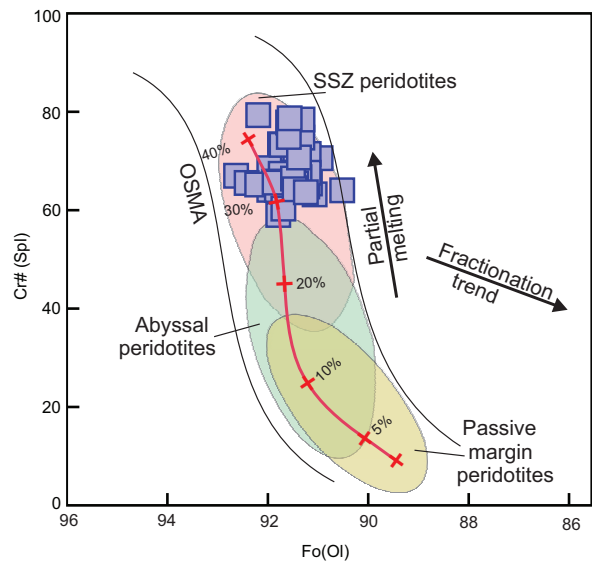 100
80
60
40
20
0
Cr# (Spl)
SSZ peridotites
40%
OSMA
30%
Partial
melting
Fractionation
trend
20%
Abyssal
peridotites
10%
5%
Passive
margin
peridotites
96
94
92
90
88
86
Fo(Ol)